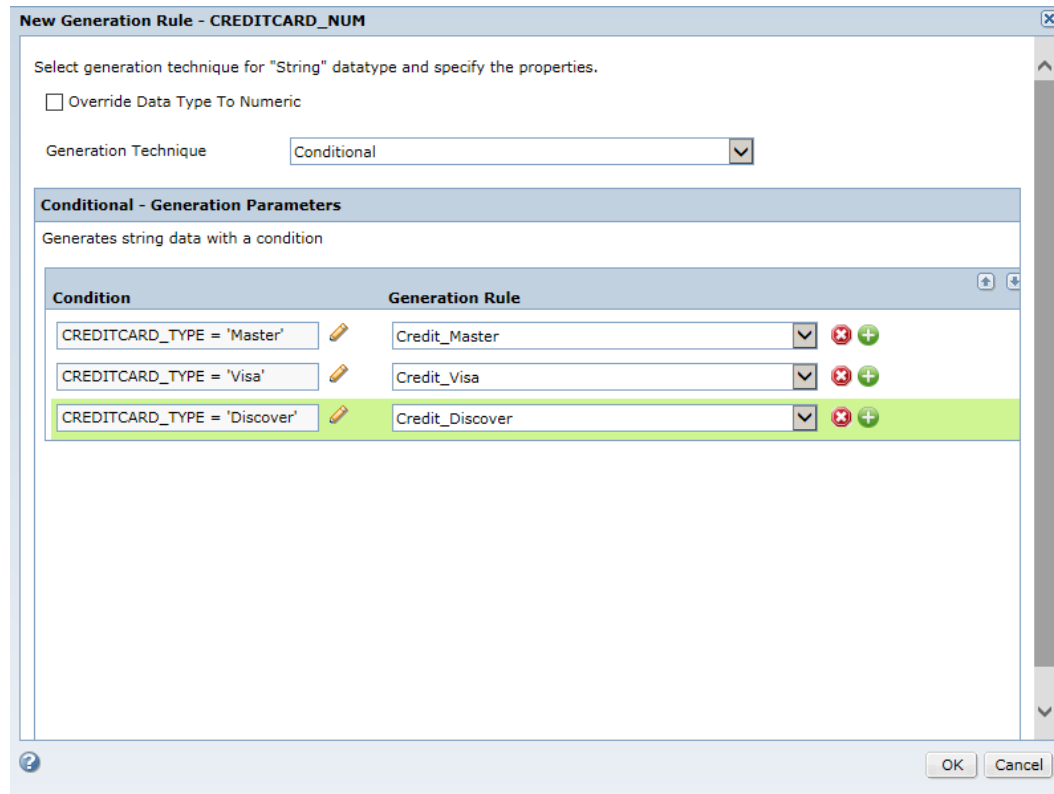 New Generation Rule - CREDITCARD_NUM
Select generation technique for "String" datatype and specify the properties.
Override Data Type To Numeric
Generation Technique Conditional
Conditional - Generation Parameters
Generates string data with a condition
Condition Generation Rule
CREDITCARD_TYPE = 'Master' Credit_Master
CREDITCARD_TYPE = 'Visa' Credit_Visa
CREDITCARD_TYPE = 'Discover' Credit_Discover
OK Cancel